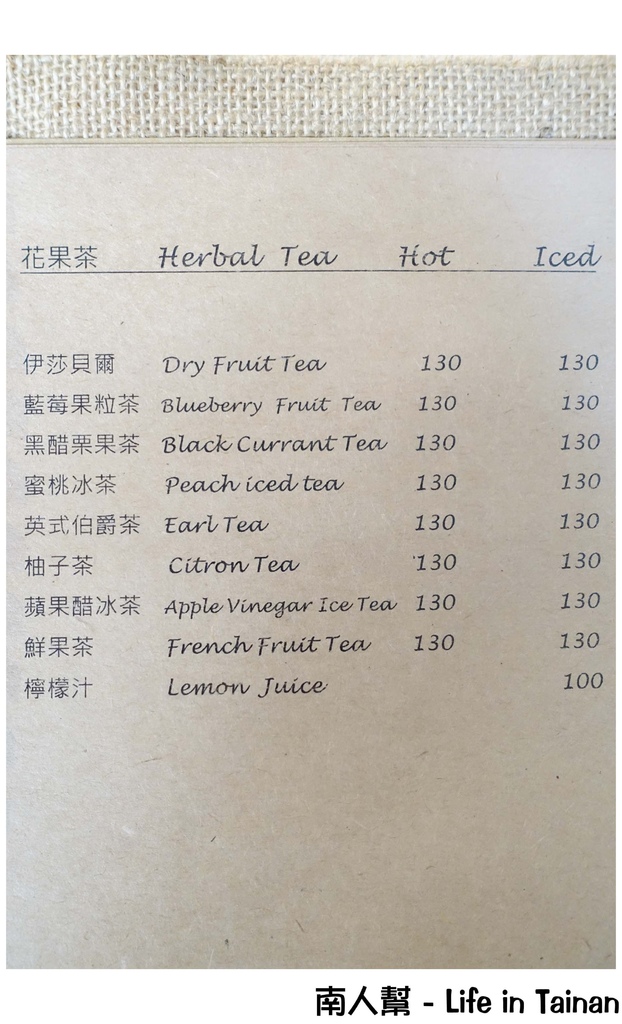 花果茶 Herbal Tea Hot Iced
伊莎貝爾 Dry Fruit Tea 130 130
藍莓果粒茶 Blueberry Fruit Tea 130 130
黑醋栗果茶 Black Currant Tea 130 130
蜜桃冰茶 Peach iced tea 130 130
英式伯爵茶 Earl Tea 130 130
柚子茶 Citron Tea 130 130
蘋果醋冰茶 Apple Vinegar Ice Tea 130 130
鮮果茶 French Fruit Tea 130 130
檸檬汁 Lemon Juice 100
南人幫 - Life in Tainan